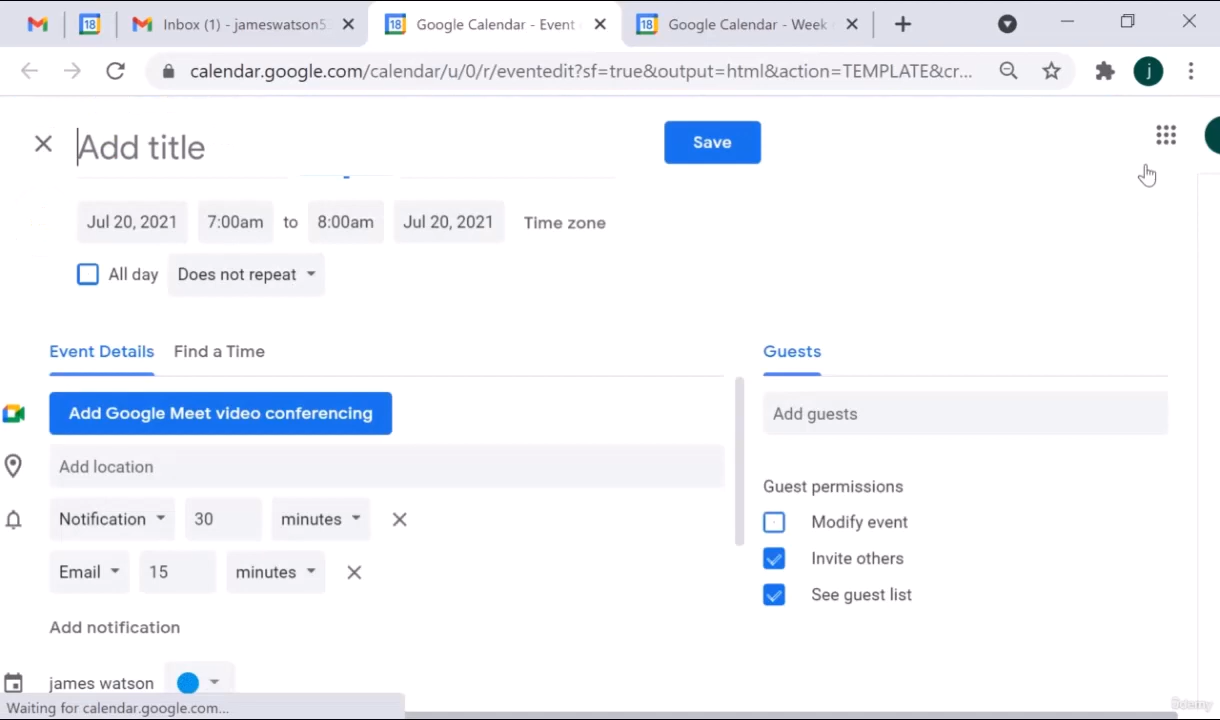 Inbox (1) - jameswatson5
Google Calendar - Event
Google Calendar - Week
calendar.google.com/calendar/u/0/r/eventedit?sf=true&output=html&action=TEMPLATE&cr...
j
Add title
Save
Jul 20, 2021 7:00am to 8:00am Jul 20, 2021 Time zone
All day Does not repeat
Event Details Find a Time
Guests
Add Google Meet video conferencing
Add guests
Add location
Guest permissions
Notification 30 minutes
Modify event
Invite others
Email 15 minutes
See guest list
Add notification
james watson
Waiting for calendar.google.com...
Udemy